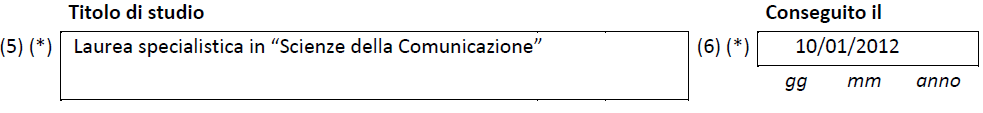 Titolo di studio Conseguito il
(5) (*) Laurea specialistica in “Scienze della Comunicazione” (6) (*) 10/01/2012
gg mm anno